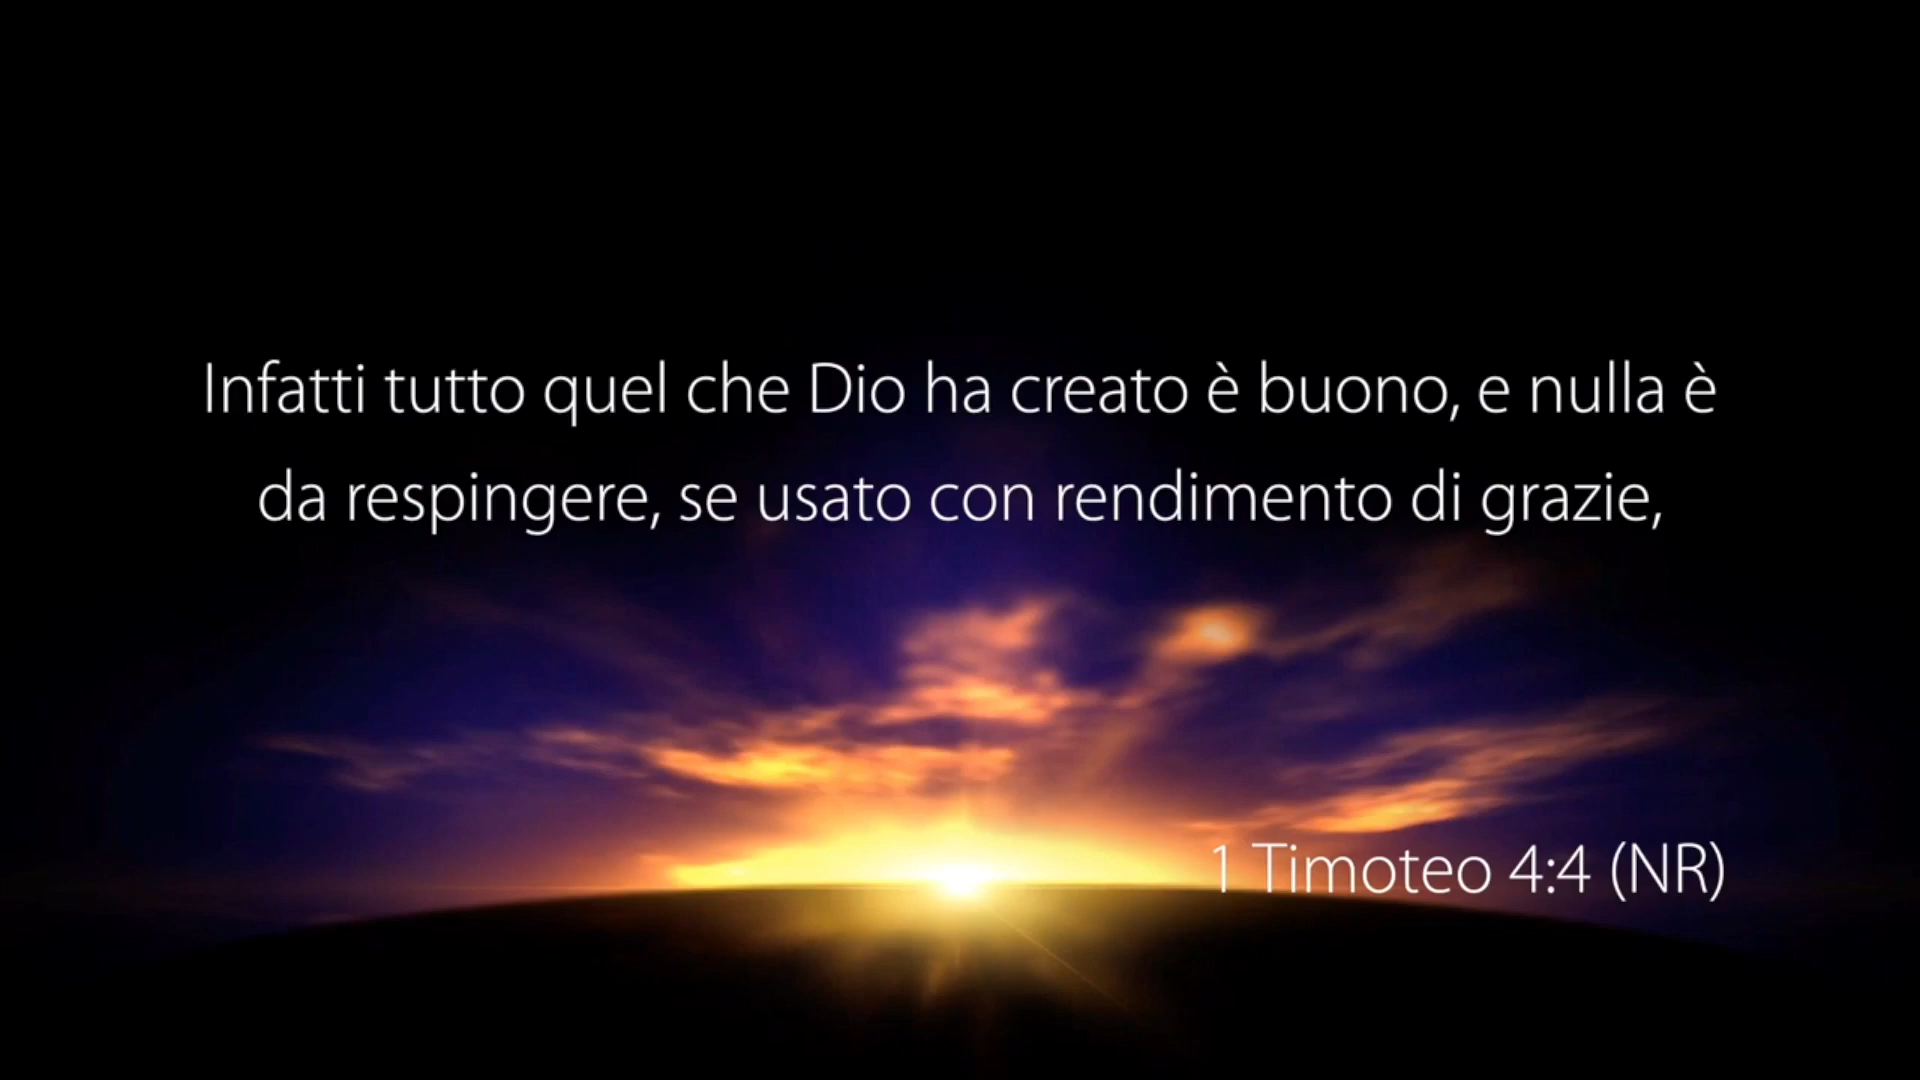 Infatti tutto quel che Dio ha creato è buono, e nulla è
da respingere, se usato con rendimento di grazie,
1 Timoteo 4:4 (NR)